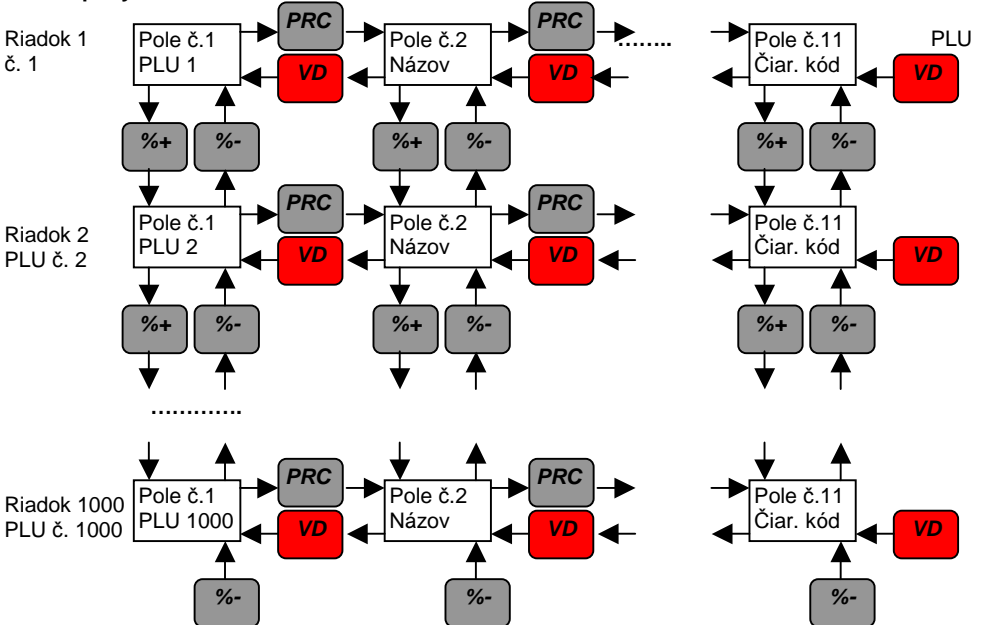 PRC PRC
Riadok 1 Pole č.1 Pole č.2 ........ Pole č.11 PLU
č. 1 PLU 1 VD Názov VD Čiar. kód VD
%+ %- %+ %- %+ %-
PRC PRC
Riadok 2 Pole č.1 Pole č.2 Pole č.11
PLU č. 2 PLU 2 VD Názov VD Čiar. kód VD
%+ %- %+ %- %+ %-
.............
PRC PRC
Riadok 1000 Pole č.1 Pole č.2 Pole č.11
PLU č. 1000 PLU 1000 VD Názov VD Čiar. kód VD
%- %- %-